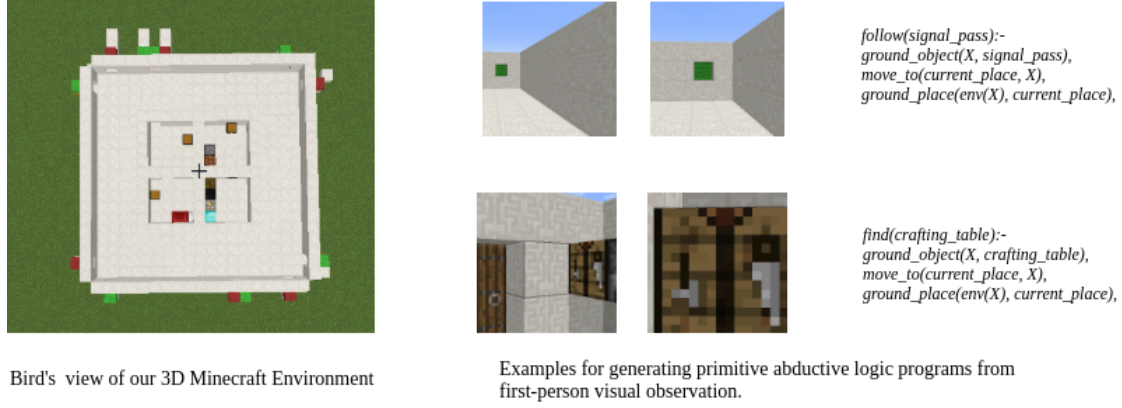 follow(signal_pass):-
ground_object(X, signal_pass),
move_to(current_place, X),
ground_place(env(X), current_place),
find(crafting_table):-
ground_object(X, crafting_table),
move_to(current_place, X),
ground_place(env(X), current_place),
Bird's view of our 3D Minecraft Environment
Examples for generating primitive abductive logic programs from
first-person visual observation.